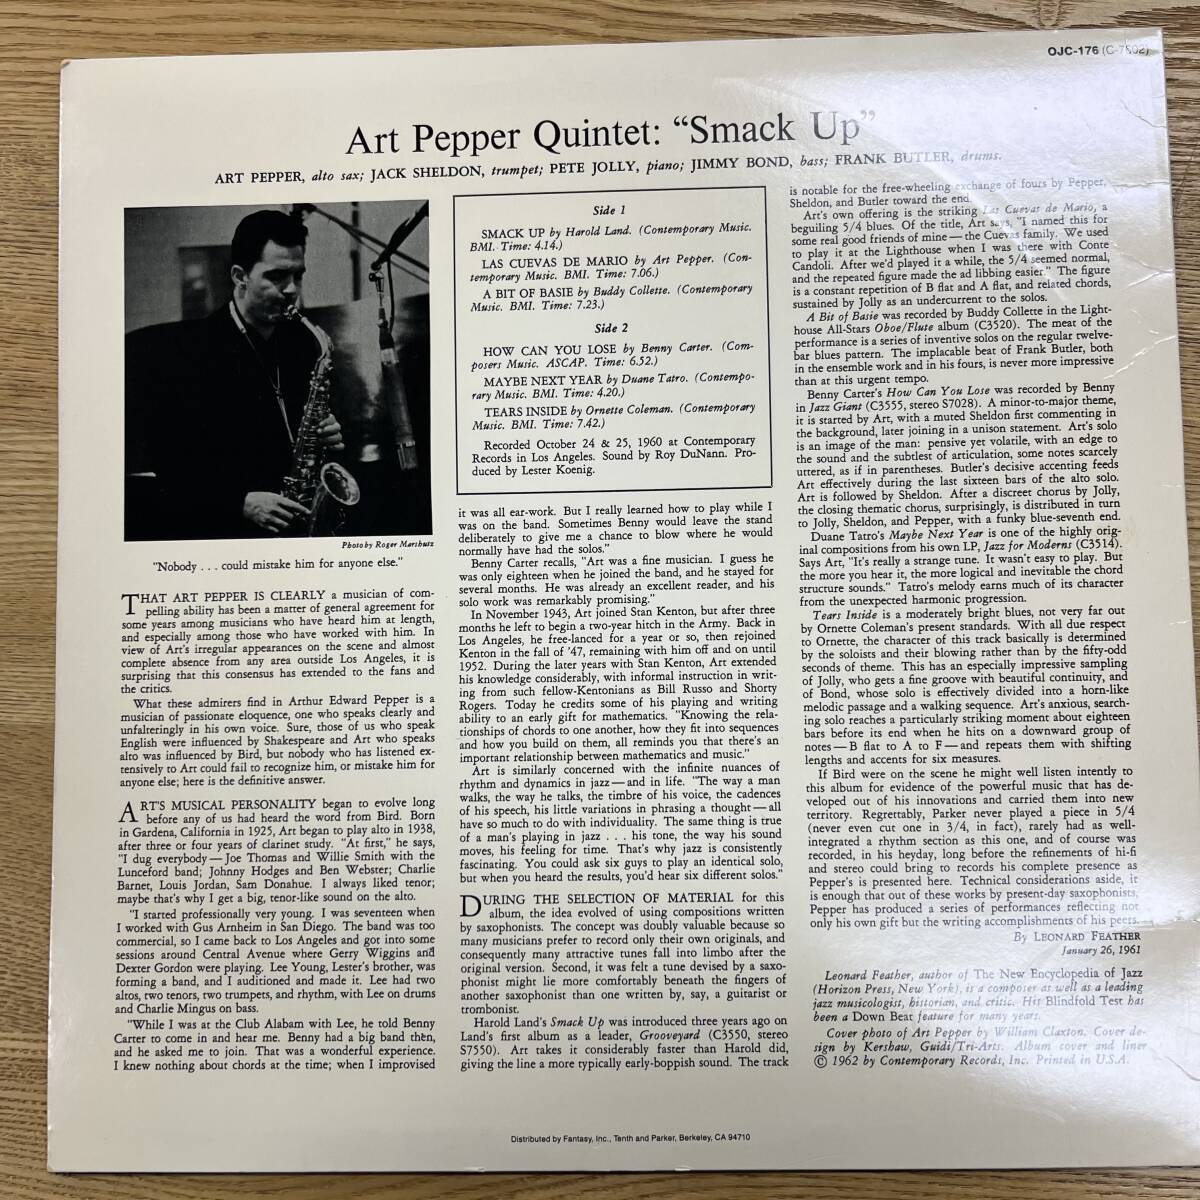 OJC-176 (C-7602)
Art Pepper Quintet: “Smack Up”
ART PEPPER, alto sax; JACK SHELDON, trumpet; PETE JOLLY, piano; JIMMY BOND, bass; FRANK BUTLER, drums.
Photo by Roger Marshutz
"Nobody . . . could mistake him for anyone else."
THAT ART PEPPER IS CLEARLY a musician of com-
pelling ability has been a matter of general agreement for
some years among musicians who have heard him at length,
and especially among those who have worked with him. In
view of Art's irregular appearances on the scene and almost
complete absence from any area outside Los Angeles, it is
surprising that this consensus has extended to the fans and
the critics.
What these admirers find in Arthur Edward Pepper is a
musician of passionate eloquence, one who speaks clearly and
unfalteringly in his own voice. Sure, those of us who speak
English were influenced by Shakespeare and Art who speaks
alto was influenced by Bird, but nobody who has listened ex-
tensively to Art could fail to recognize him, or mistake him for
anyone else; here is the definitive answer.
ART'S MUSICAL PERSONALITY began to evolve long
before any of us had heard the word from Bird. Born
in Gardena, California in 1925, Art began to play alto in 1938,
after three or four years of clarinet study. "At first," he says,
"I dug everybody—Joe Thomas and Willie Smith with the
Lunceford band; Johnny Hodges and Ben Webster; Charlie
Barnet, Louis Jordan, Sam Donahue. I always liked tenor;
maybe that's why I get a big, tenor-like sound on the alto.
"I started professionally very young. I was seventeen when
I worked with Gus Arnheim in San Diego. The band was too
commercial, so I came back to Los Angeles and got into some
sessions around Central Avenue where Gerry Wiggins and
Dexter Gordon were playing. Lee Young, Lester's brother, was
forming a band, and I auditioned and made it. Lee had two
altos, two tenors, two trumpets, and rhythm, with Lee on drums
and Charlie Mingus on bass.
"While I was at the Club Alabam with Lee, he told Benny
Carter to come in and hear me. Benny had a big band then,
and he asked me to join. That was a wonderful experience.
I knew nothing about chords at the time; when I improvised
Side 1
SMACK UP by Harold Land. (Contemporary Music.
BMI. Time: 4.14.)
LAS CUEVAS DE MARIO by Art Pepper. (Con-
temporary Music. BMI. Time: 7.06.)
A BIT OF BASIE by Buddy Collette. (Contemporary
Music. BMI. Time: 7.23.)
Side 2
HOW CAN YOU LOSE by Benny Carter. (Com-
posers Music. ASCAP. Time: 6.52.)
MAYBE NEXT YEAR by Duane Tatro. (Contempo-
rary Music. BMI. Time: 4.20.)
TEARS INSIDE by Ornette Coleman. (Contemporary
Music. BMI. Time: 7.42.)
Recorded October 24 & 25, 1960 at Contemporary
Records in Los Angeles. Sound by Roy DuNann. Pro-
duced by Lester Koenig.
it was all ear-work. But I really learned how to play while I
was on the band. Sometimes Benny would leave the stand
deliberately to give me a chance to blow where he would
normally have had the solos."
Benny Carter recalls, "Art was a fine musician. I guess he
was only eighteen when he joined the band, and he stayed for
several months. He was already an excellent reader, and his
solo work was remarkably promising."
In November 1943, Art joined Stan Kenton, but after three
months he left to begin a two-year hitch in the Army. Back in
Los Angeles, he free-lanced for a year or so, then rejoined
Kenton in the fall of '47, remaining with him off and on until
1952. During the later years with Stan Kenton, Art extended
his knowledge considerably, with informal instruction in writ-
ing from such fellow-Kentonians as Bill Russo and Shorty
Rogers. Today he credits some of his playing and writing
ability to an early gift for mathematics. "Knowing the rela-
tionships of chords to one another, how they fit into sequences
and how you build on them, all reminds you that there's an
important relationship between mathematics and music."
Art is similarly concerned with the infinite nuances of
rhythm and dynamics in jazz—and in life. "The way a man
walks, the way he talks, the timbre of his voice, the cadences
of his speech, his little variations in phrasing a thought—all
have so much to do with individuality. The same thing is true
of a man's playing in jazz . . . his tone, the way his sound
moves, his feeling for time. That's why jazz is consistently
fascinating. You could ask six guys to play an identical solo,
but when you heard the results, you'd hear six different solos."
DURING THE SELECTION OF MATERIAL for this
album, the idea evolved of using compositions written
by saxophonists. The concept was doubly valuable because so
many musicians prefer to record only their own originals, and
consequently many attractive tunes fall into limbo after the
original version. Second, it was felt a tune devised by a saxo-
phonist might lie more comfortably beneath the fingers of
another saxophonist than one written by, say, a guitarist or
trombonist.
Harold Land's Smack Up was introduced three years ago on
Land's first album as a leader, Grooveyard (C3550, stereo
S7550). Art takes it considerably faster than Harold did,
giving the line a more typically early-boppish sound. The track
is notable for the free-wheeling exchange of fours by Pepper,
Sheldon, and Butler toward the end.
Art's own offering is the striking Las Cuevas de Mario, a
beguiling 5/4 blues. Of the title, Art says, "I named this for
some real good friends of mine—the Cuevas family. We used
to play it at the Lighthouse when I was there with Conte
Candoli. After we'd played it a while, the 5/4 seemed normal,
and the repeated figure made the ad libbing easier." The figure
is a constant repetition of B flat and A flat, and related chords,
sustained by Jolly as an undercurrent to the solos.
A Bit of Basie was recorded by Buddy Collette in the Light-
house All-Stars Oboe/Flute album (C3520). The meat of the
performance is a series of inventive solos on the regular twelve-
bar blues pattern. The implacable beat of Frank Butler, both
in the ensemble work and in his fours, is never more impressive
than at this urgent tempo.
Benny Carter's How Can You Lose was recorded by Benny
in Jazz Giant (C3555, stereo S7028). A minor-to-major theme,
it is started by Art, with a muted Sheldon first commenting in
the background, later joining in a unison statement. Art's solo
is an image of the man: pensive yet volatile, with an edge to
the sound and the subtlest of articulation, some notes scarcely
uttered, as if in parentheses. Butler's decisive accenting feeds
Art effectively during the last sixteen bars of the alto solo.
Art is followed by Sheldon. After a discreet chorus by Jolly,
the closing thematic chorus, surprisingly, is distributed in turn
to Jolly, Sheldon, and Pepper, with a funky blue-seventh end.
Duane Tatro's Maybe Next Year is one of the highly orig-
inal compositions from his own LP, Jazz for Moderns (C3514).
Says Art, "It's really a strange tune. It wasn't easy to play. But
the more you hear it, the more logical and inevitable the chord
structure sounds." Tatro's melody earns much of its character
from the unexpected harmonic progression.
Tears Inside is a moderately bright blues, not very far out
by Ornette Coleman's present standards. With all due respect
to Ornette, the character of this track basically is determined
by the soloists and their blowing rather than by the fifty-odd
seconds of theme. This has an especially impressive sampling
of Jolly, who gets a fine groove with beautiful continuity, and
of Bond, whose solo is effectively divided into a horn-like
melodic passage and a walking sequence. Art's anxious, search-
ing solo reaches a particularly striking moment about eighteen
bars before its end when he hits on a downward group of
notes—B flat to A to F—and repeats them with shifting
lengths and accents for six measures.
If Bird were on the scene he might well listen intently to
this album for evidence of the powerful music that has de-
veloped out of his innovations and carried them into new
territory. Regrettably, Parker never played a piece in 5/4
(never even cut one in 3/4, in fact), rarely had as well-
integrated a rhythm section as this one, and of course was
recorded, in his heyday, long before the refinements of hi-fi
and stereo could bring to records his complete presence as
Pepper's is presented here. Technical considerations aside, it
is enough that out of these works by present-day saxophonists,
Pepper has produced a series of performances reflecting not
only his own gift but the writing accomplishments of his peers.
By LEONARD FEATHER
January 26, 1961
Leonard Feather, author of The New Encyclopedia of Jazz
(Horizon Press, New York), is a composer as well as a leading
jazz musicologist, historian, and critic. His Blindfold Test has
been a Down Beat feature for many years.
Cover photo of Art Pepper by William Claxton. Cover de-
sign by Kershaw, Guidi/Tri-Arts. Album cover and liner
© 1962 by Contemporary Records, Inc. Printed in U.S.A.
Distributed by Fantasy, Inc., Tenth and Parker, Berkeley, CA 94710